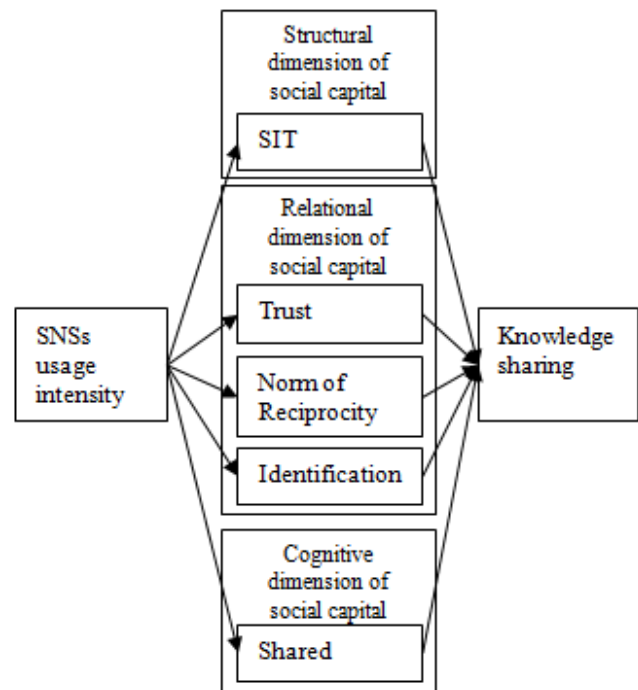 Structural
dimension of
social capital
SIT
Relational
dimension of
social capital
Trust
Norm of
Reciprocity
Identification
Cognitive
dimension of
social capital
Shared
SNSs
usage
intensity
Knowledge
sharing